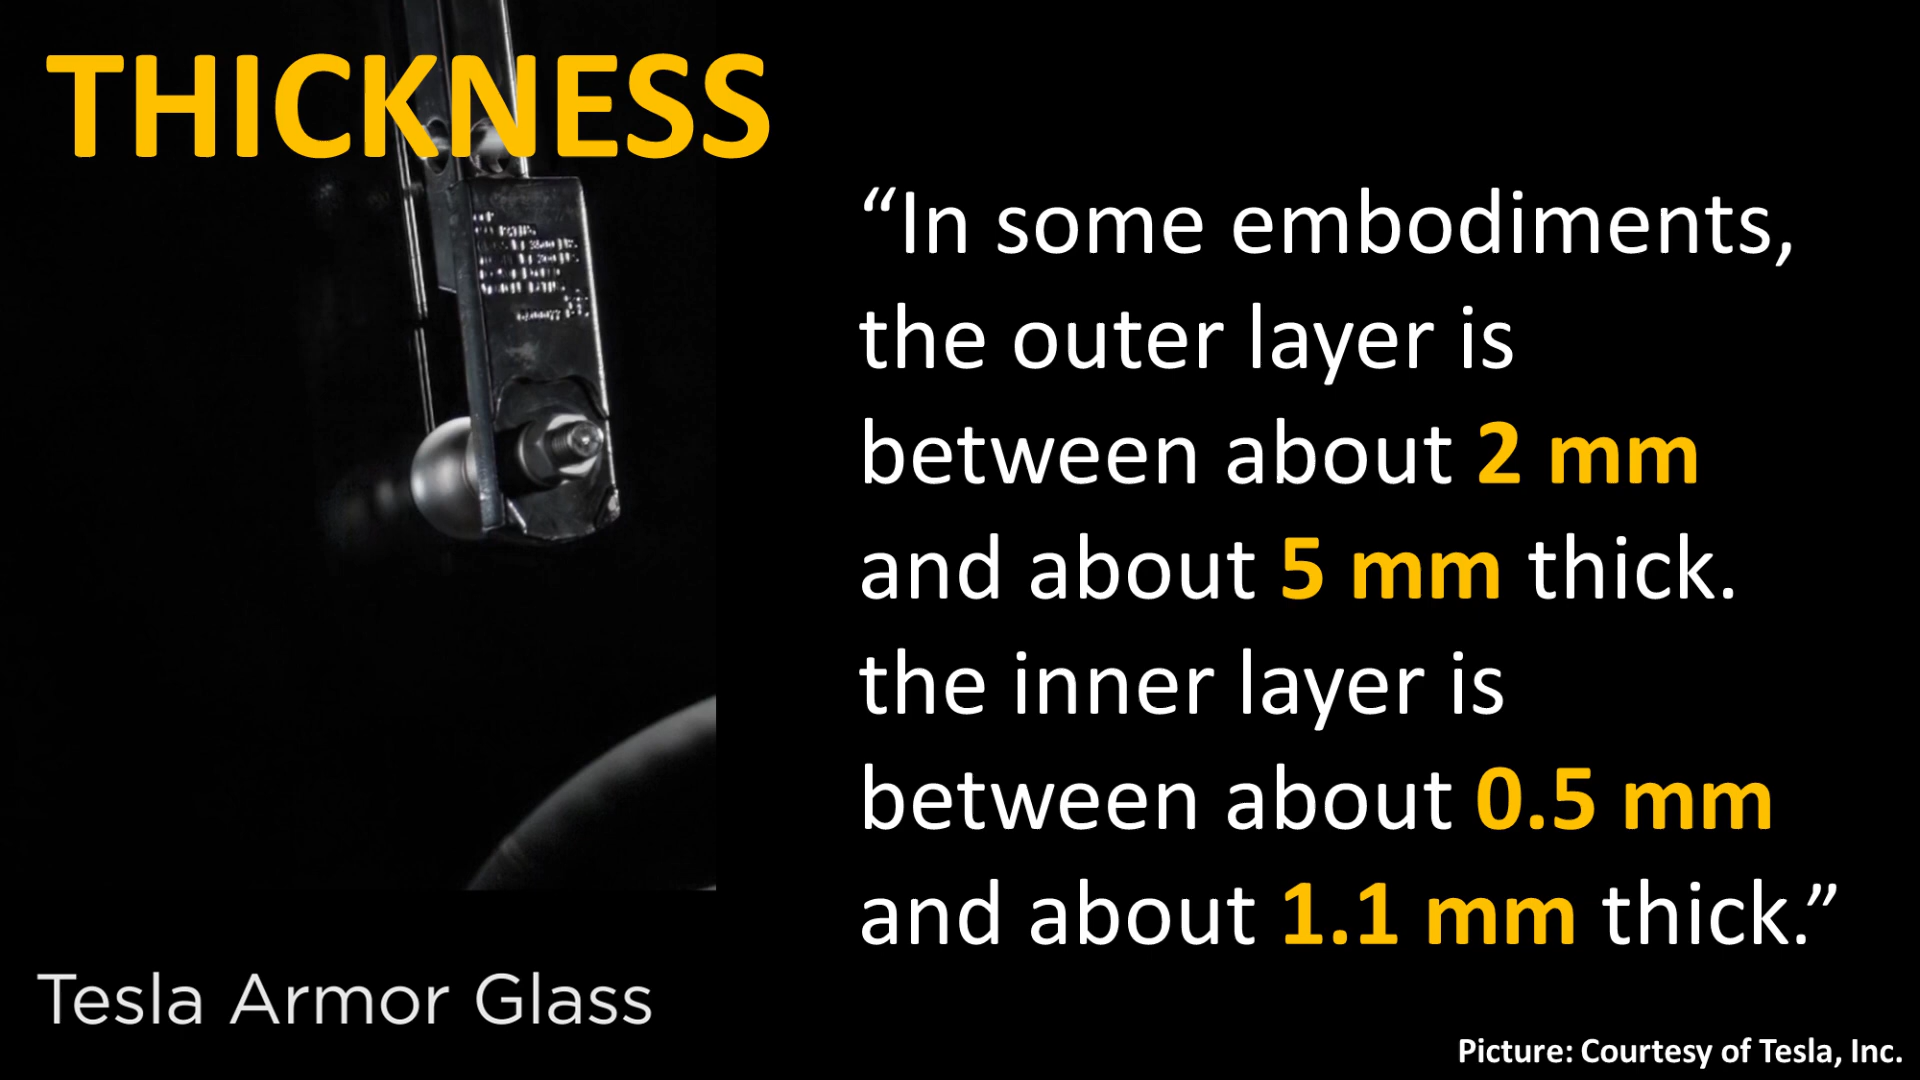 THICKNESS
“In some embodiments,
the outer layer is
between about 2 mm
and about 5 mm thick.
the inner layer is
between about 0.5 mm
and about 1.1 mm thick.”
Tesla Armor Glass
Picture: Courtesy of Tesla, Inc.